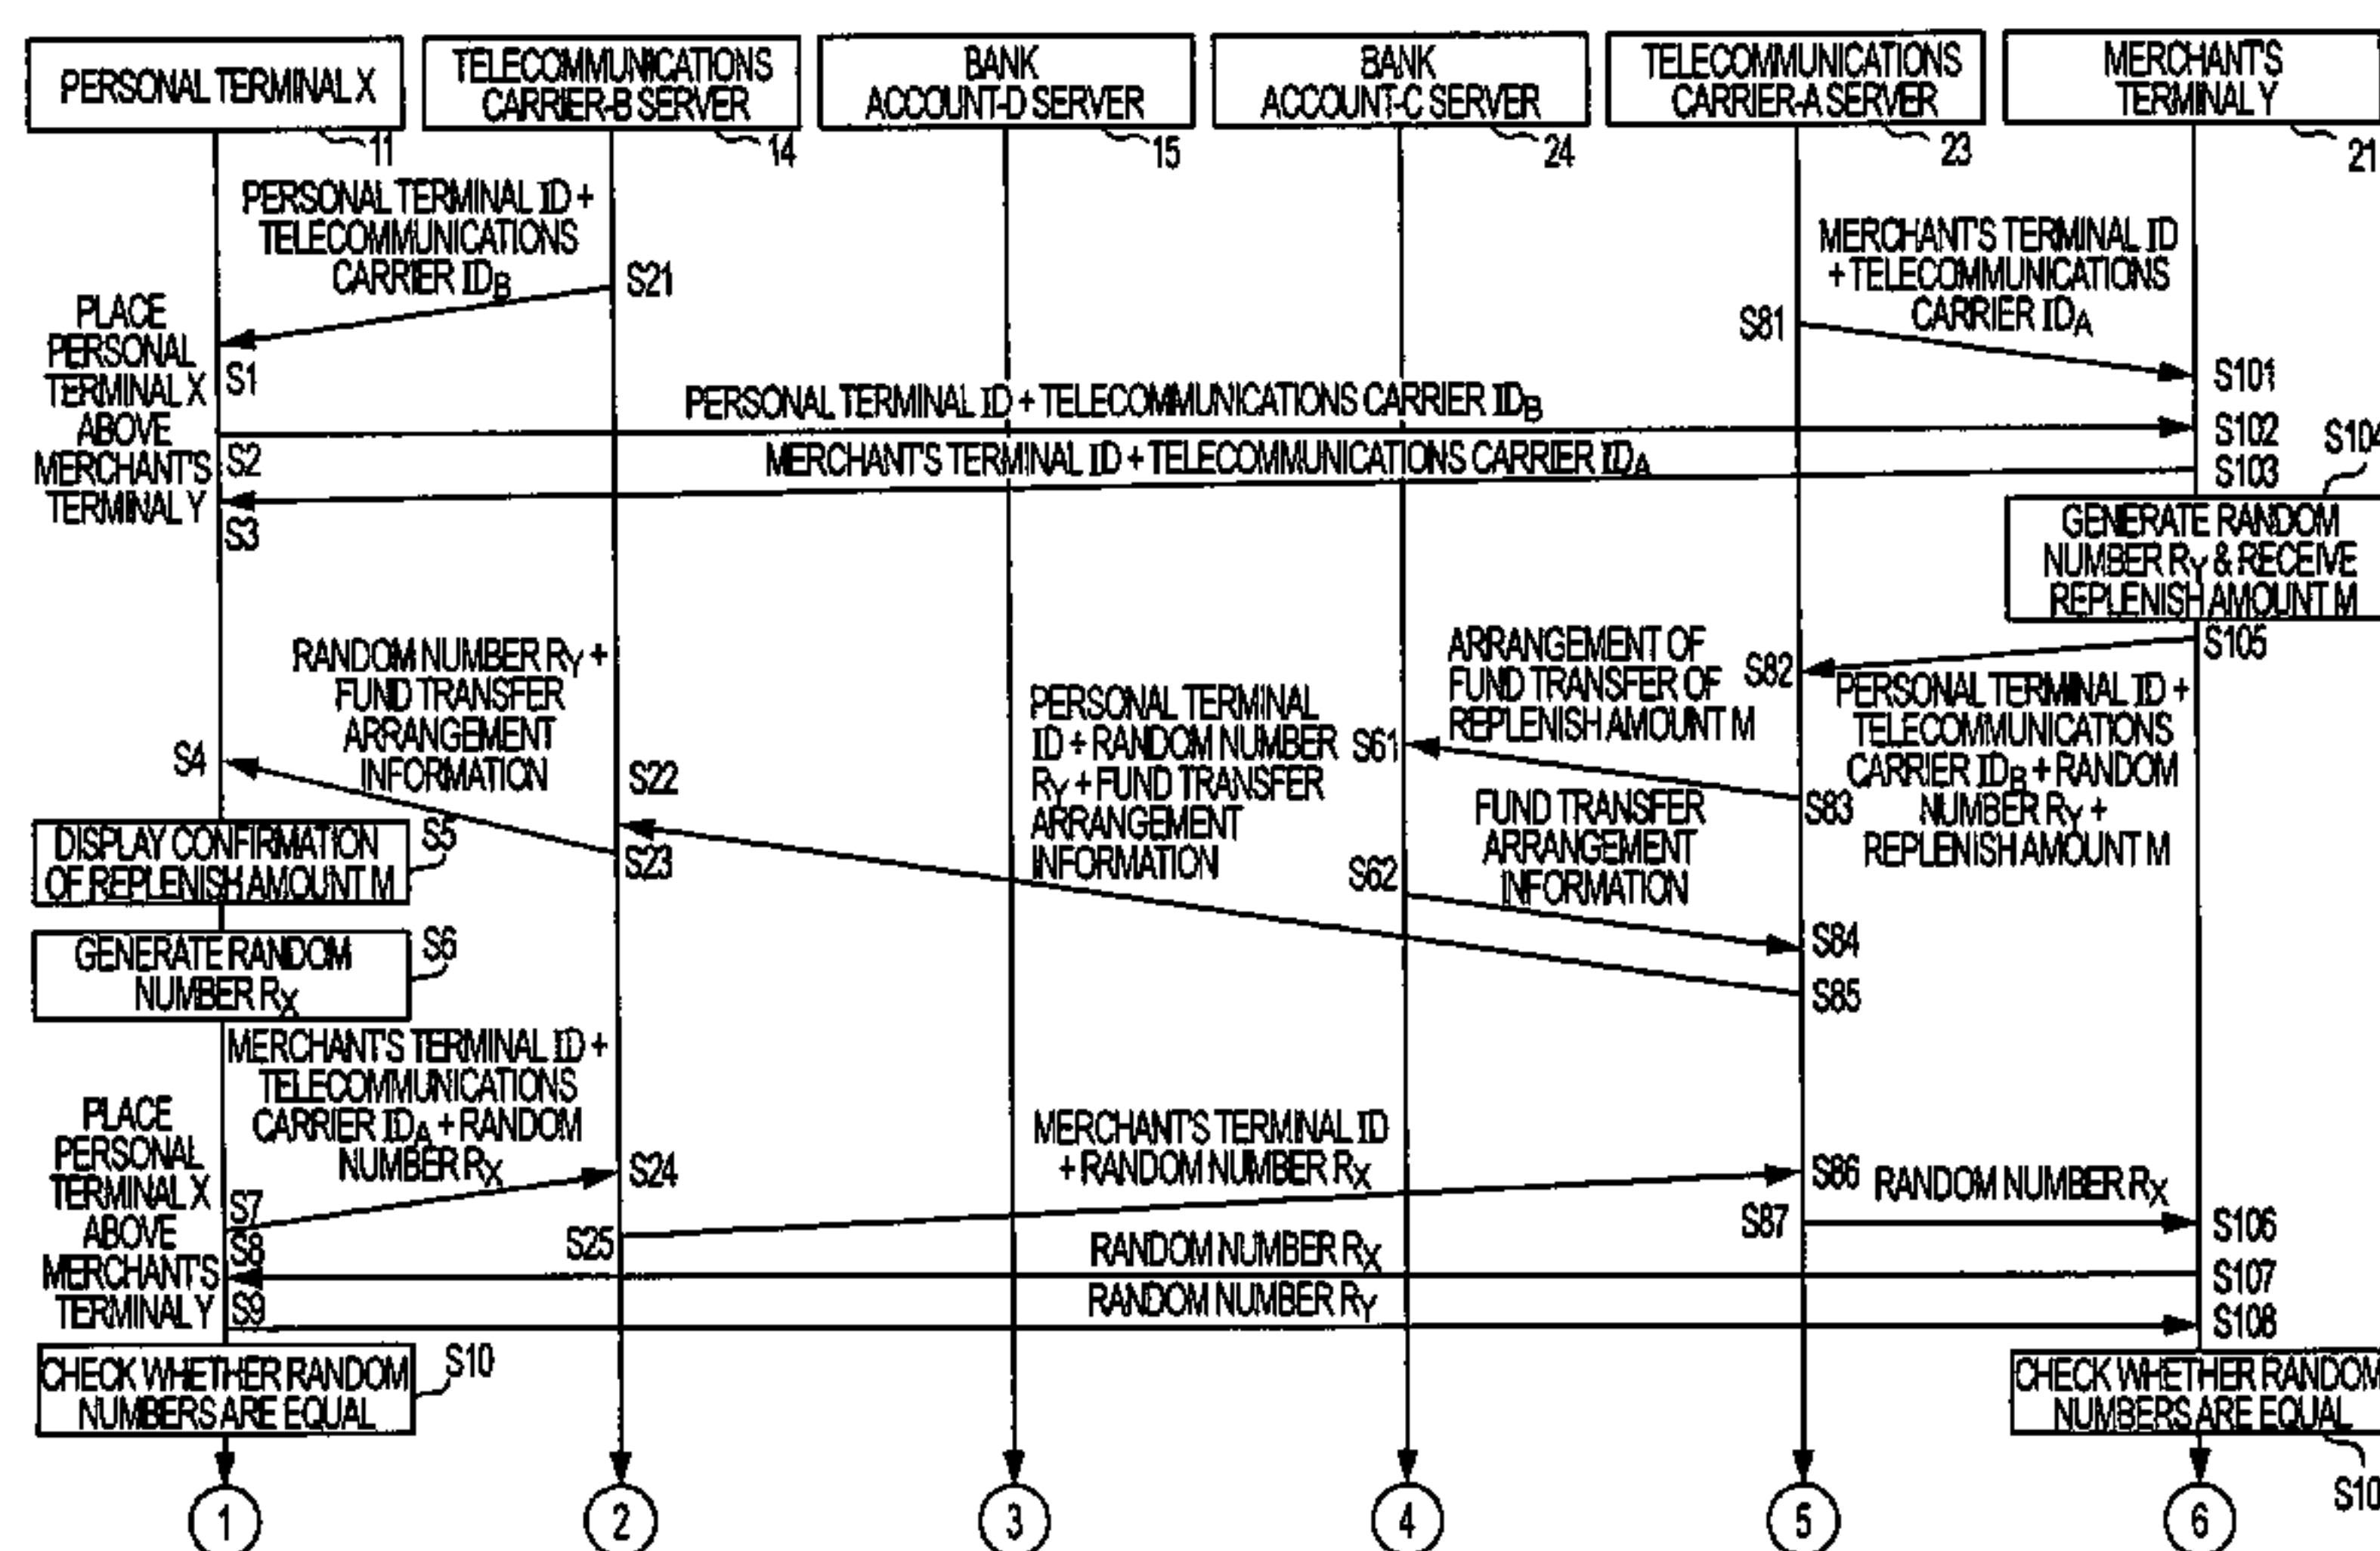 PERSONAL TERMINAL X
11
TELECOMMUNICATIONS
CARRIER-B SERVER
14
BANK
ACCOUNT-D SERVER
15
BANK
ACCOUNT-C SERVER
24
TELECOMMUNICATIONS
CARRIER-A SERVER
23
MERCHANT'S
TERMINAL Y
21
PERSONAL TERMINAL ID +
TELECOMMUNICATIONS
CARRIER IDB
S21
MERCHANT'S TERMINAL ID
+ TELECOMMUNICATIONS
CARRIER IDA
S81
S101
PLACE
PERSONAL
TERMINAL X
ABOVE
MERCHANT'S
TERMINAL Y
S1
PERSONAL TERMINAL ID + TELECOMMUNICATIONS CARRIER IDB
S102
S2
MERCHANT'S TERMINAL ID + TELECOMMUNICATIONS CARRIER IDA
S103
S3
S104
GENERATE RANDOM
NUMBER RY & RECEIVE
REPLENISH AMOUNT M
S105
S82
PERSONAL TERMINAL ID +
TELECOMMUNICATIONS
CARRIER IDB + RANDOM
NUMBER RY +
REPLENISH AMOUNT M
ARRANGEMENT OF
FUND TRANSFER OF
REPLENISH AMOUNT M
S61
S83
FUND TRANSFER
ARRANGEMENT
INFORMATION
S62
S84
S85
PERSONAL TERMINAL
ID + RANDOM NUMBER
RY + FUND TRANSFER
ARRANGEMENT
INFORMATION
S22
S23
RANDOM NUMBER RY +
FUND TRANSFER
ARRANGEMENT
INFORMATION
S4
DISPLAY CONFIRMATION
OF REPLENISH AMOUNT M
S5
GENERATE RANDOM
NUMBER RX
S6
MERCHANT'S TERMINAL ID +
TELECOMMUNICATIONS
CARRIER IDA + RANDOM
NUMBER RX
S24
PLACE
PERSONAL
TERMINAL X
ABOVE
MERCHANT'S
TERMINAL Y
S7
S8
S9
S25
MERCHANT'S TERMINAL ID
+ RANDOM NUMBER RX
S86
S87
RANDOM NUMBER RX
S106
RANDOM NUMBER RX
S107
RANDOM NUMBER RY
S108
CHECK WHETHER RANDOM
NUMBERS ARE EQUAL
S10
CHECK WHETHER RANDOM
NUMBERS ARE EQUAL
S10
1
2
3
4
5
6